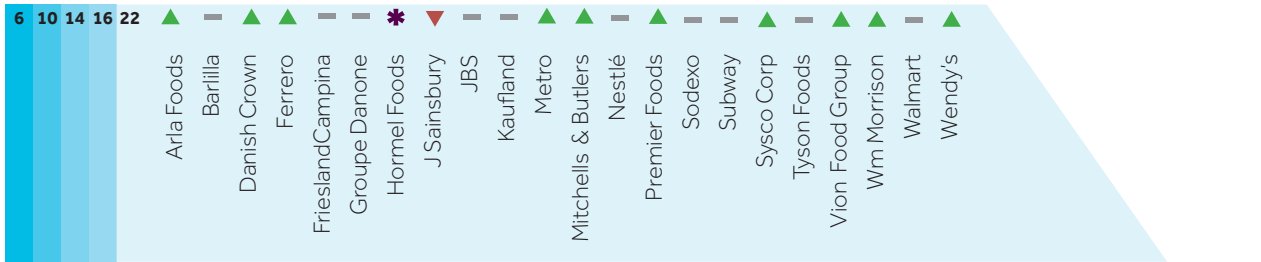 6 10 14 16 22
Arla Foods
Barlilla
Danish Crown
Ferrero
FrieslandCampina
Groupe Danone
Hormel Foods
J Sainsbury
JBS
Kaufland
Metro
Mitchells & Butlers
Nestlé
Premier Foods
Sodexo
Subway
Sysco Corp
Tyson Foods
Vion Food Group
Wm Morrison
Walmart
Wendy's